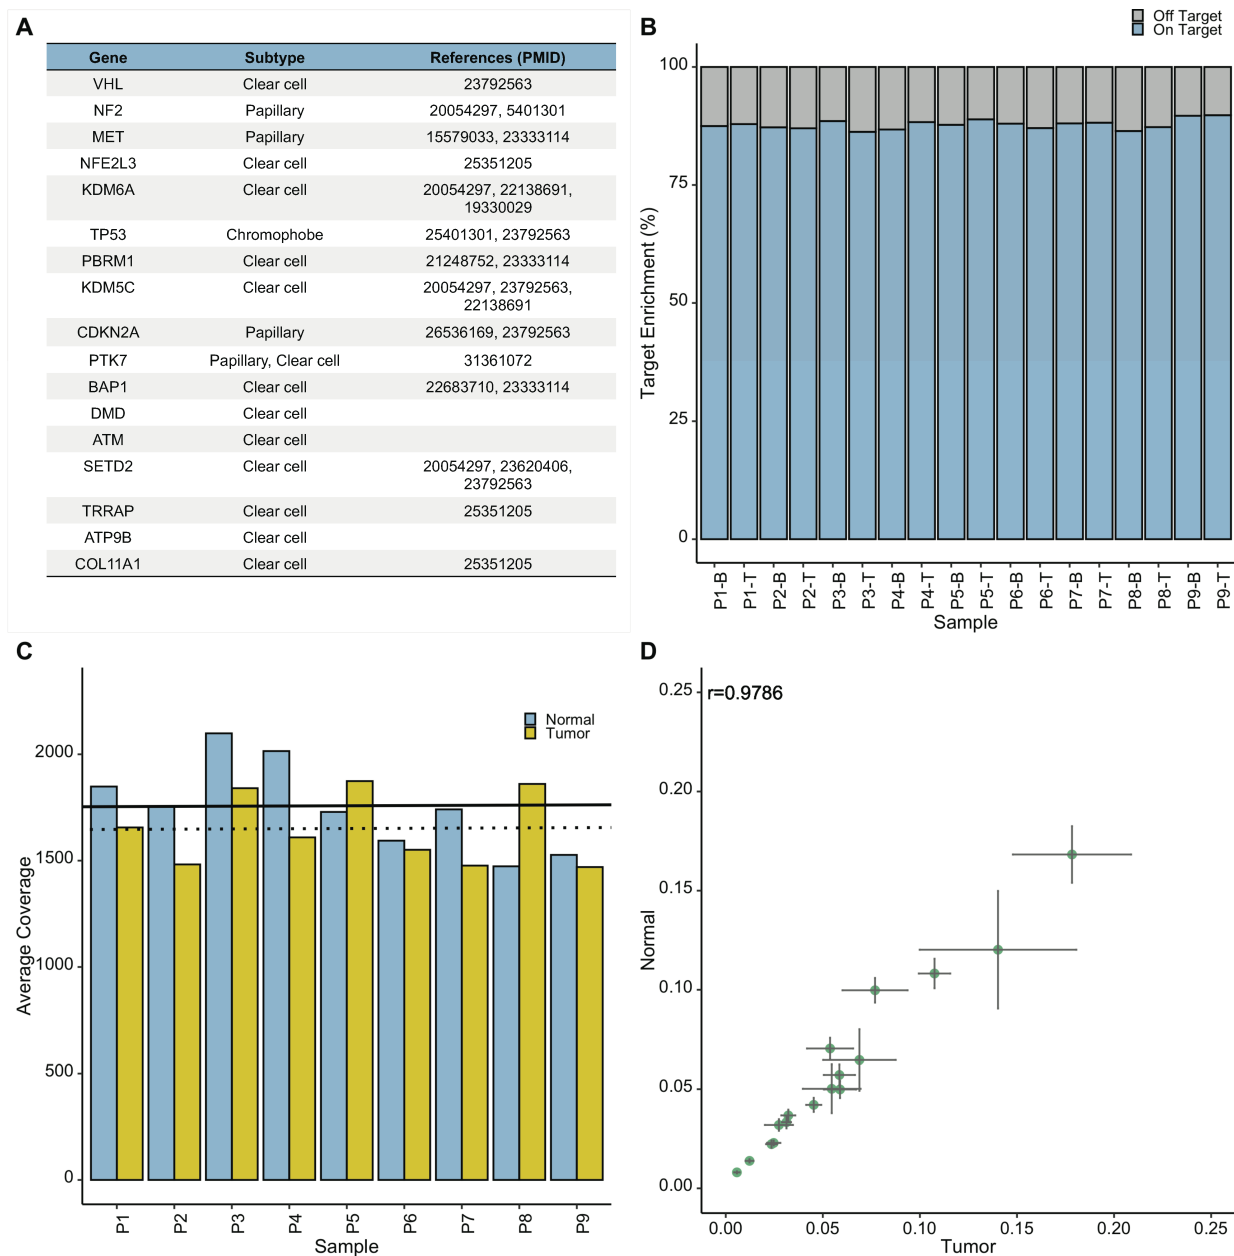 A
Gene Subtype References (PMID)
VHL Clear cell 23792563
NF2 Papillary 20054297, 5401301
MET Papillary 15579033, 23333114
NFE2L3 Clear cell 25351205
KDM6A Clear cell 20054297, 22138691,
19330029
TP53 Chromophobe 25401301, 23792563
PBRM1 Clear cell 21248752, 23333114
KDM5C Clear cell 20054297, 23792563,
22138691
CDKN2A Papillary 26536169, 23792563
PTK7 Papillary, Clear cell 31361072
BAP1 Clear cell 22683710, 23333114
DMD Clear cell
ATM Clear cell
SETD2 Clear cell 20054297, 23620406,
23792563
TRRAP Clear cell 25351205
ATP9B Clear cell
COL11A1 Clear cell 25351205
B
Off Target
On Target
Target Enrichment (%)
100
75
50
25
0
P1-B P1-T P2-B P2-T P3-B P3-T P4-B P4-T P5-B P5-T P6-B P6-T P7-B P7-T P8-B P8-T P9-B P9-T
Sample
C
Normal
Tumor
Average Coverage
2000
1500
1000
500
0
P1 P2 P3 P4 P5 P6 P7 P8 P9
Sample
D
r=0.9786
Normal
0.25
0.20
0.15
0.10
0.05
0.00
0.00 0.05 0.10 0.15 0.20 0.25
Tumor